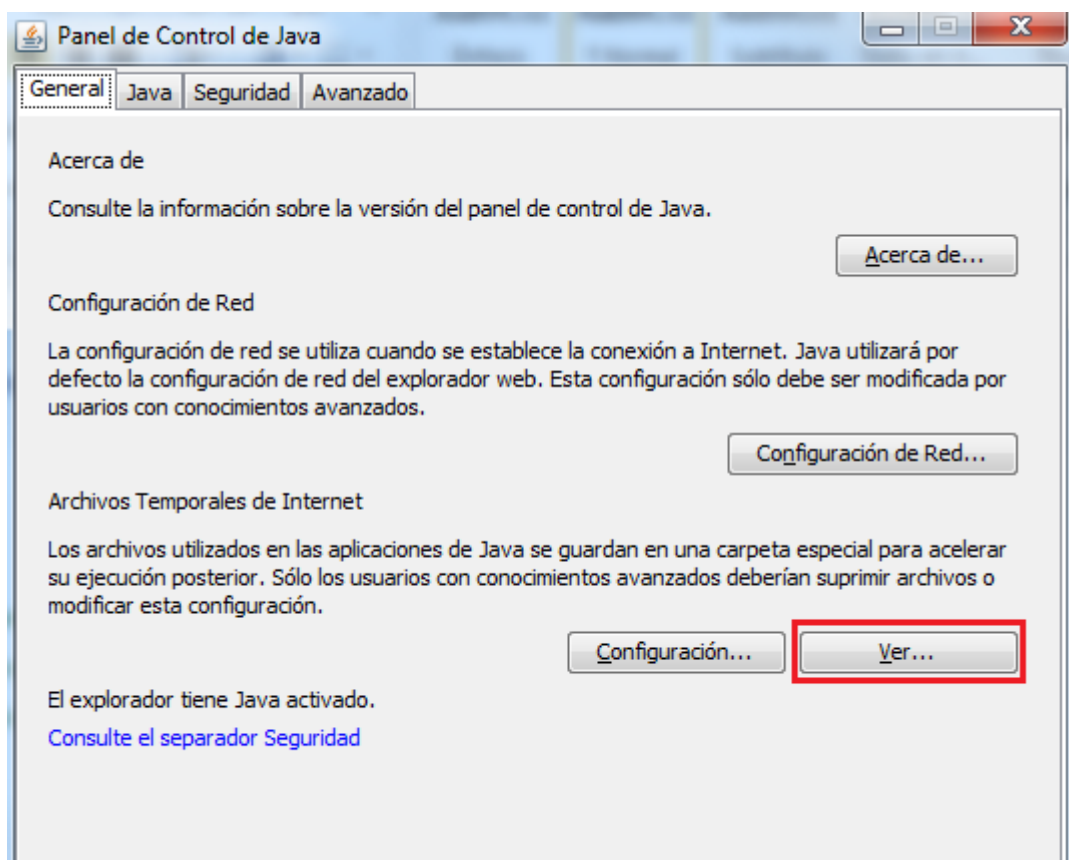 Panel de Control de Java
General Java Seguridad Avanzado
Acerca de
Consulte la información sobre la versión del panel de control de Java.
Acerca de...
Configuración de Red
La configuración de red se utiliza cuando se establece la conexión a Internet. Java utilizará por
defecto la configuración de red del explorador web. Esta configuración sólo debe ser modificada por
usuarios con conocimientos avanzados.
Configuración de Red...
Archivos Temporales de Internet
Los archivos utilizados en las aplicaciones de Java se guardan en una carpeta especial para acelerar
su ejecución posterior. Sólo los usuarios con conocimientos avanzados deberían suprimir archivos o
modificar esta configuración.
Configuración... Ver...
El explorador tiene Java activado.
Consulte el separador Seguridad